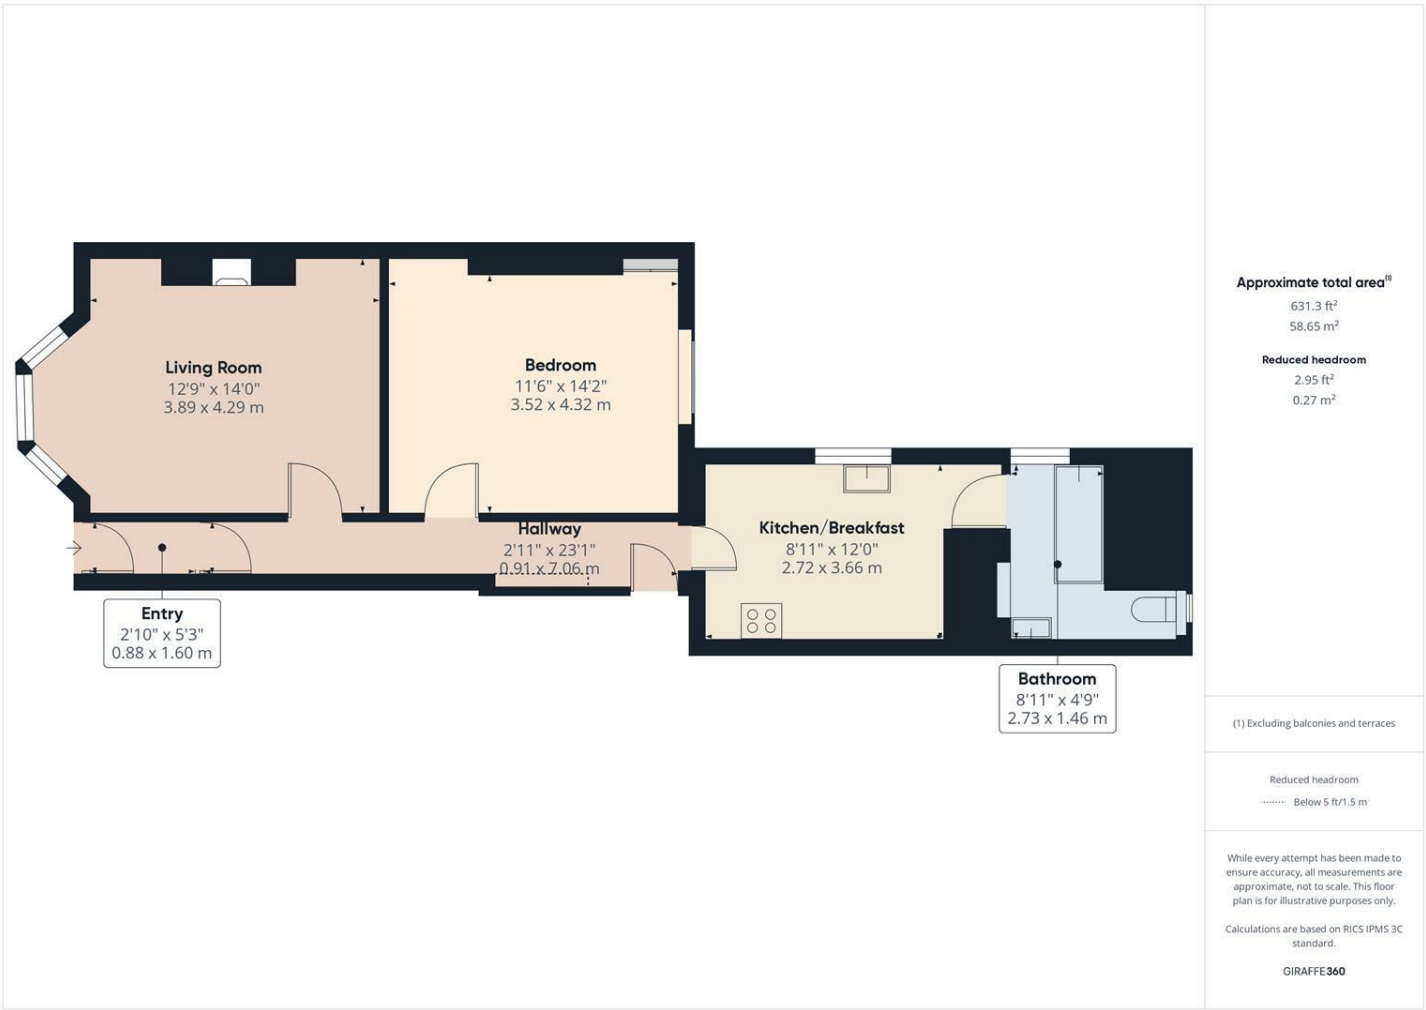 Living Room
12'9" x 14'0"
3.89 x 4.29 m
Bedroom
11'6" x 14'2"
3.52 x 4.32 m
Hallway
2'11" x 23'1"
0.91 x 7.06 m
Kitchen/Breakfast
8'11" x 12'0"
2.72 x 3.66 m
Entry
2'10" x 5'3"
0.88 x 1.60 m
Bathroom
8'11" x 4'9"
2.73 x 1.46 m
Approximate total area⁽¹⁾
631.3 ft²
58.65 m²
Reduced headroom
2.95 ft²
0.27 m²
(1) Excluding balconies and terraces
Reduced headroom
Below 5 ft/1.5 m
While every attempt has been made to
ensure accuracy, all measurements are
approximate, not to scale. This floor
plan is for illustrative purposes only.
Calculations are based on RICS IPMS 3C
standard.
GIRAFFE360